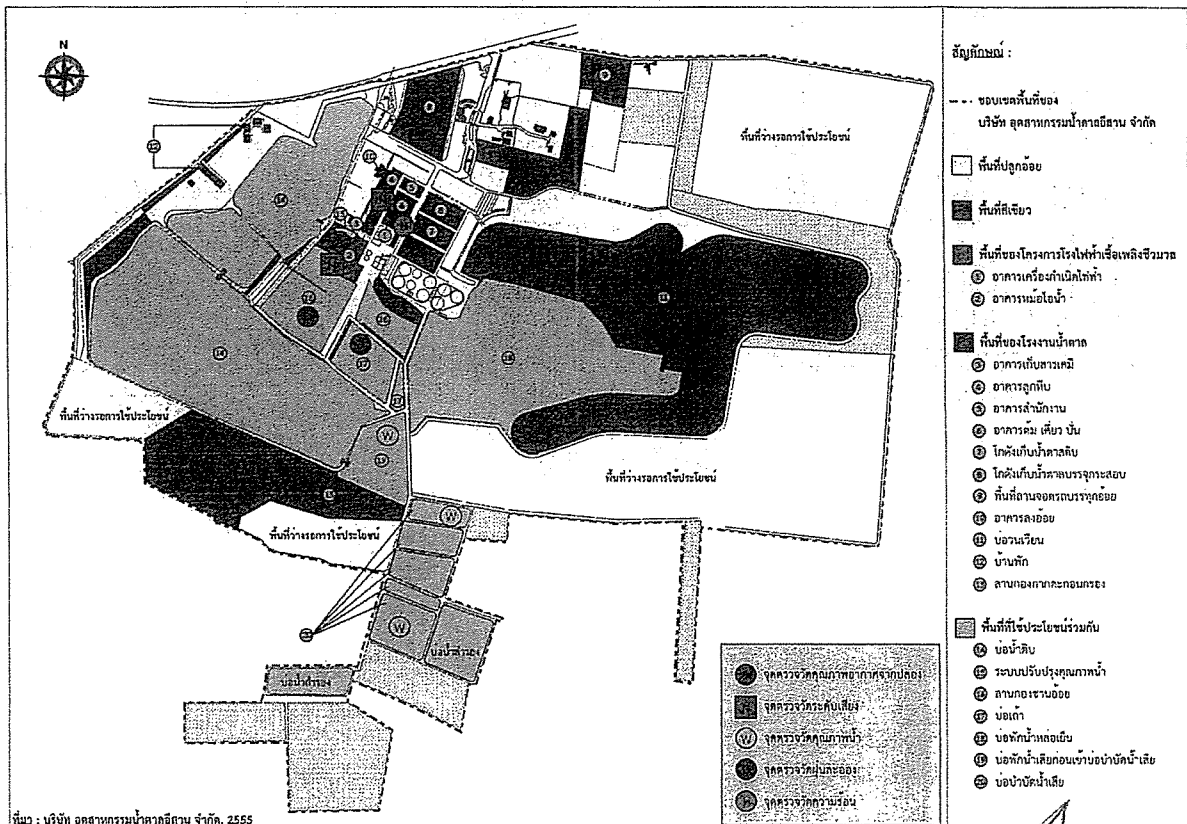 N
พื้นที่ว่างรอการใช้ประโยชน์
พื้นที่ว่างรอการใช้ประโยชน์
พื้นที่ว่างรอการใช้ประโยชน์
พื้นที่ว่างรอการใช้ประโยชน์
W
W
W
บ่อน้ำสำรอง
บ่อน้ำสำรอง
จุดตรวจวัดคุณภาพอากาศจากปล่อง
จุดตรวจวัดระดับเสียง
W จุดตรวจวัดคุณภาพน้ำ
จุดตรวจวัดฝุ่นละออง
จุดตรวจวัดความร้อน
ที่มา : บริษัท อุตสาหกรรมน้ำตาลอีสาน จำกัด, 2555
สัญลักษณ์ :
ขอบเขตพื้นที่ของ
บริษัท อุตสาหกรรมน้ำตาลอีสาน จำกัด
พื้นที่ปลูกอ้อย
พื้นที่สีเขียว
พื้นที่ของโครงการโรงไฟฟ้าเชื้อเพลิงชีวมวล
1 อาคารเครื่องกำเนิดไฟฟ้า
2 อาคารหม้อไอน้ำ
พื้นที่ของโรงงานน้ำตาล
3 อาคารเก็บสารเคมี
4 อาคารลูกหีบ
5 อาคารสำนักงาน
6 อาคารต้ม เคี่ยว ปั่น
7 โกดังเก็บน้ำตาลดิบ
8 โกดังเก็บน้ำตาลบรรจุกระสอบ
9 พื้นที่ลานจอดรถบรรทุกอ้อย
10 อาคารลงอ้อย
11 บ่อวนเวียน
12 บ้านพัก
13 ลานกองกากตะกอนกรอง
พื้นที่ที่ใช้ประโยชน์ร่วมกัน
14 บ่อน้ำดิบ
15 ระบบปรับปรุงคุณภาพน้ำ
16 ลานกองชานอ้อย
17 บ่อเถ้า
18 บ่อพักน้ำหล่อเย็น
19 บ่อพักน้ำเสียก่อนเข้าบ่อบำบัดน้ำเสีย
20 บ่อบำบัดน้ำเสีย